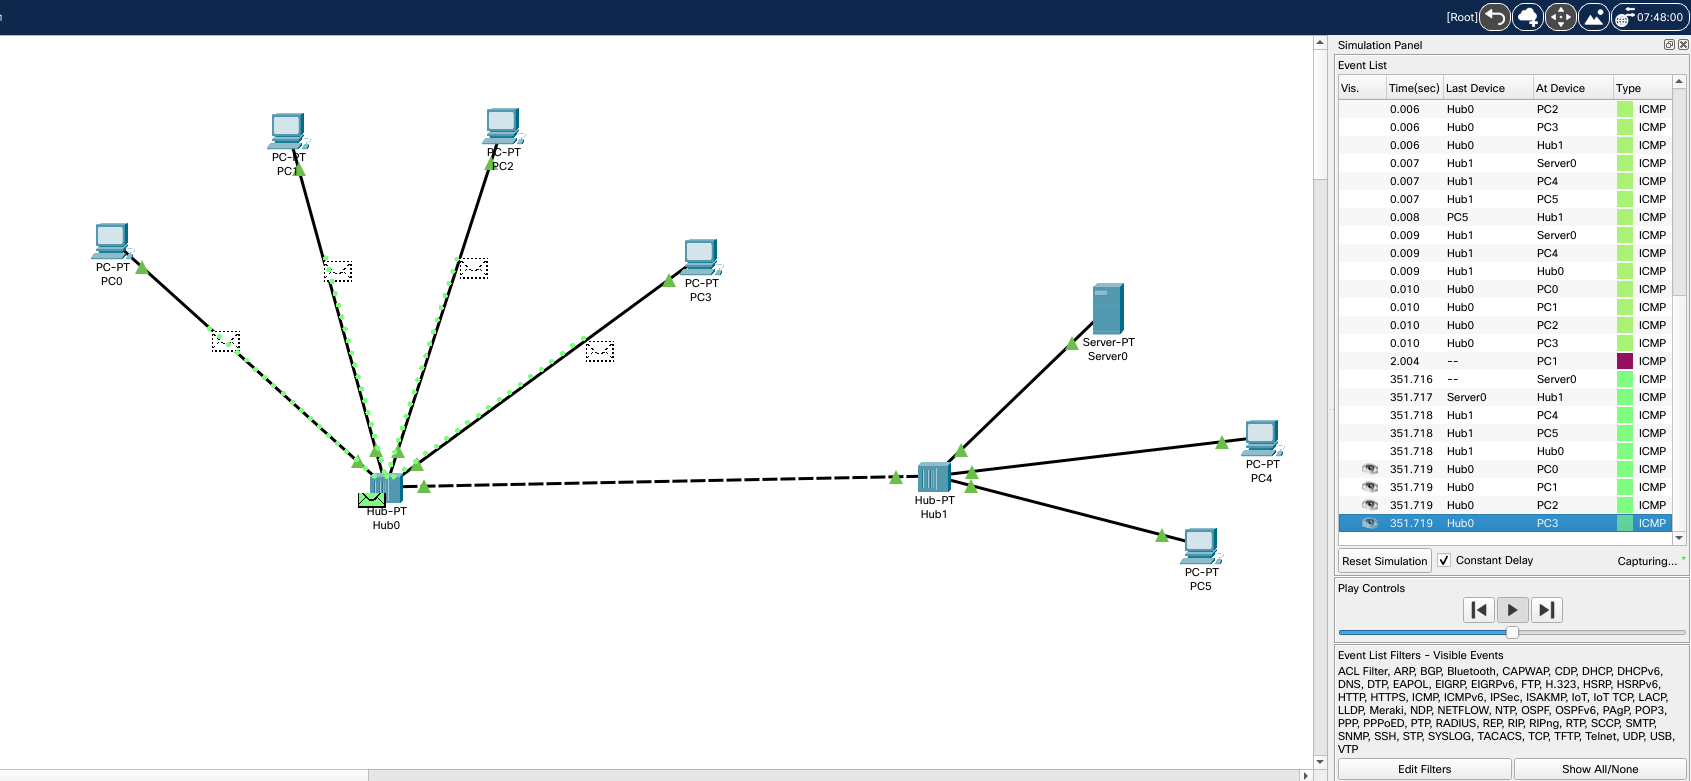 [Root]
07:48:00
PC-PT
PC1
PC-PT
PC2
PC-PT
PC0
PC-PT
PC3
Server-PT
Server0
PC-PT
PC4
Hub-PT
Hub0
Hub-PT
Hub1
PC-PT
PC5
Simulation Panel
Event List
Vis. Time(sec) Last Device At Device Type
0.006 Hub0 PC2 ICMP
0.006 Hub0 PC3 ICMP
0.006 Hub0 Hub1 ICMP
0.007 Hub1 Server0 ICMP
0.007 Hub1 PC4 ICMP
0.007 Hub1 PC5 ICMP
0.008 PC5 Hub1 ICMP
0.009 Hub1 Server0 ICMP
0.009 Hub1 PC4 ICMP
0.009 Hub1 Hub0 ICMP
0.010 Hub0 PC0 ICMP
0.010 Hub0 PC1 ICMP
0.010 Hub0 PC2 ICMP
0.010 Hub0 PC3 ICMP
2.004 -- PC1 ICMP
351.716 -- Server0 ICMP
351.717 Server0 Hub1 ICMP
351.718 Hub1 PC4 ICMP
351.718 Hub1 PC5 ICMP
351.718 Hub1 Hub0 ICMP
351.719 Hub0 PC0 ICMP
351.719 Hub0 PC1 ICMP
351.719 Hub0 PC2 ICMP
351.719 Hub0 PC3 ICMP
Reset Simulation Constant Delay Capturing... *
Play Controls
Event List Filters - Visible Events
ACL Filter, ARP, BGP, Bluetooth, CAPWAP, CDP, DHCP, DHCPv6,
DNS, DTP, EAPOL, EIGRP, EIGRPv6, FTP, H.323, HSRP, HSRPv6,
HTTP, HTTPS, ICMP, ICMPv6, IPSec, ISAKMP, IoT, IoT TCP, LACP,
LLDP, Meraki, NDP, NETFLOW, NTP, OSPF, OSPFv6, PAgP, POP3,
PPP, PPPoED, PTP, RADIUS, REP, RIP, RIPng, RTP, SCCP, SMTP,
SNMP, SSH, STP, SYSLOG, TACACS, TCP, TFTP, Telnet, UDP, USB,
VTP
Edit Filters Show All/None